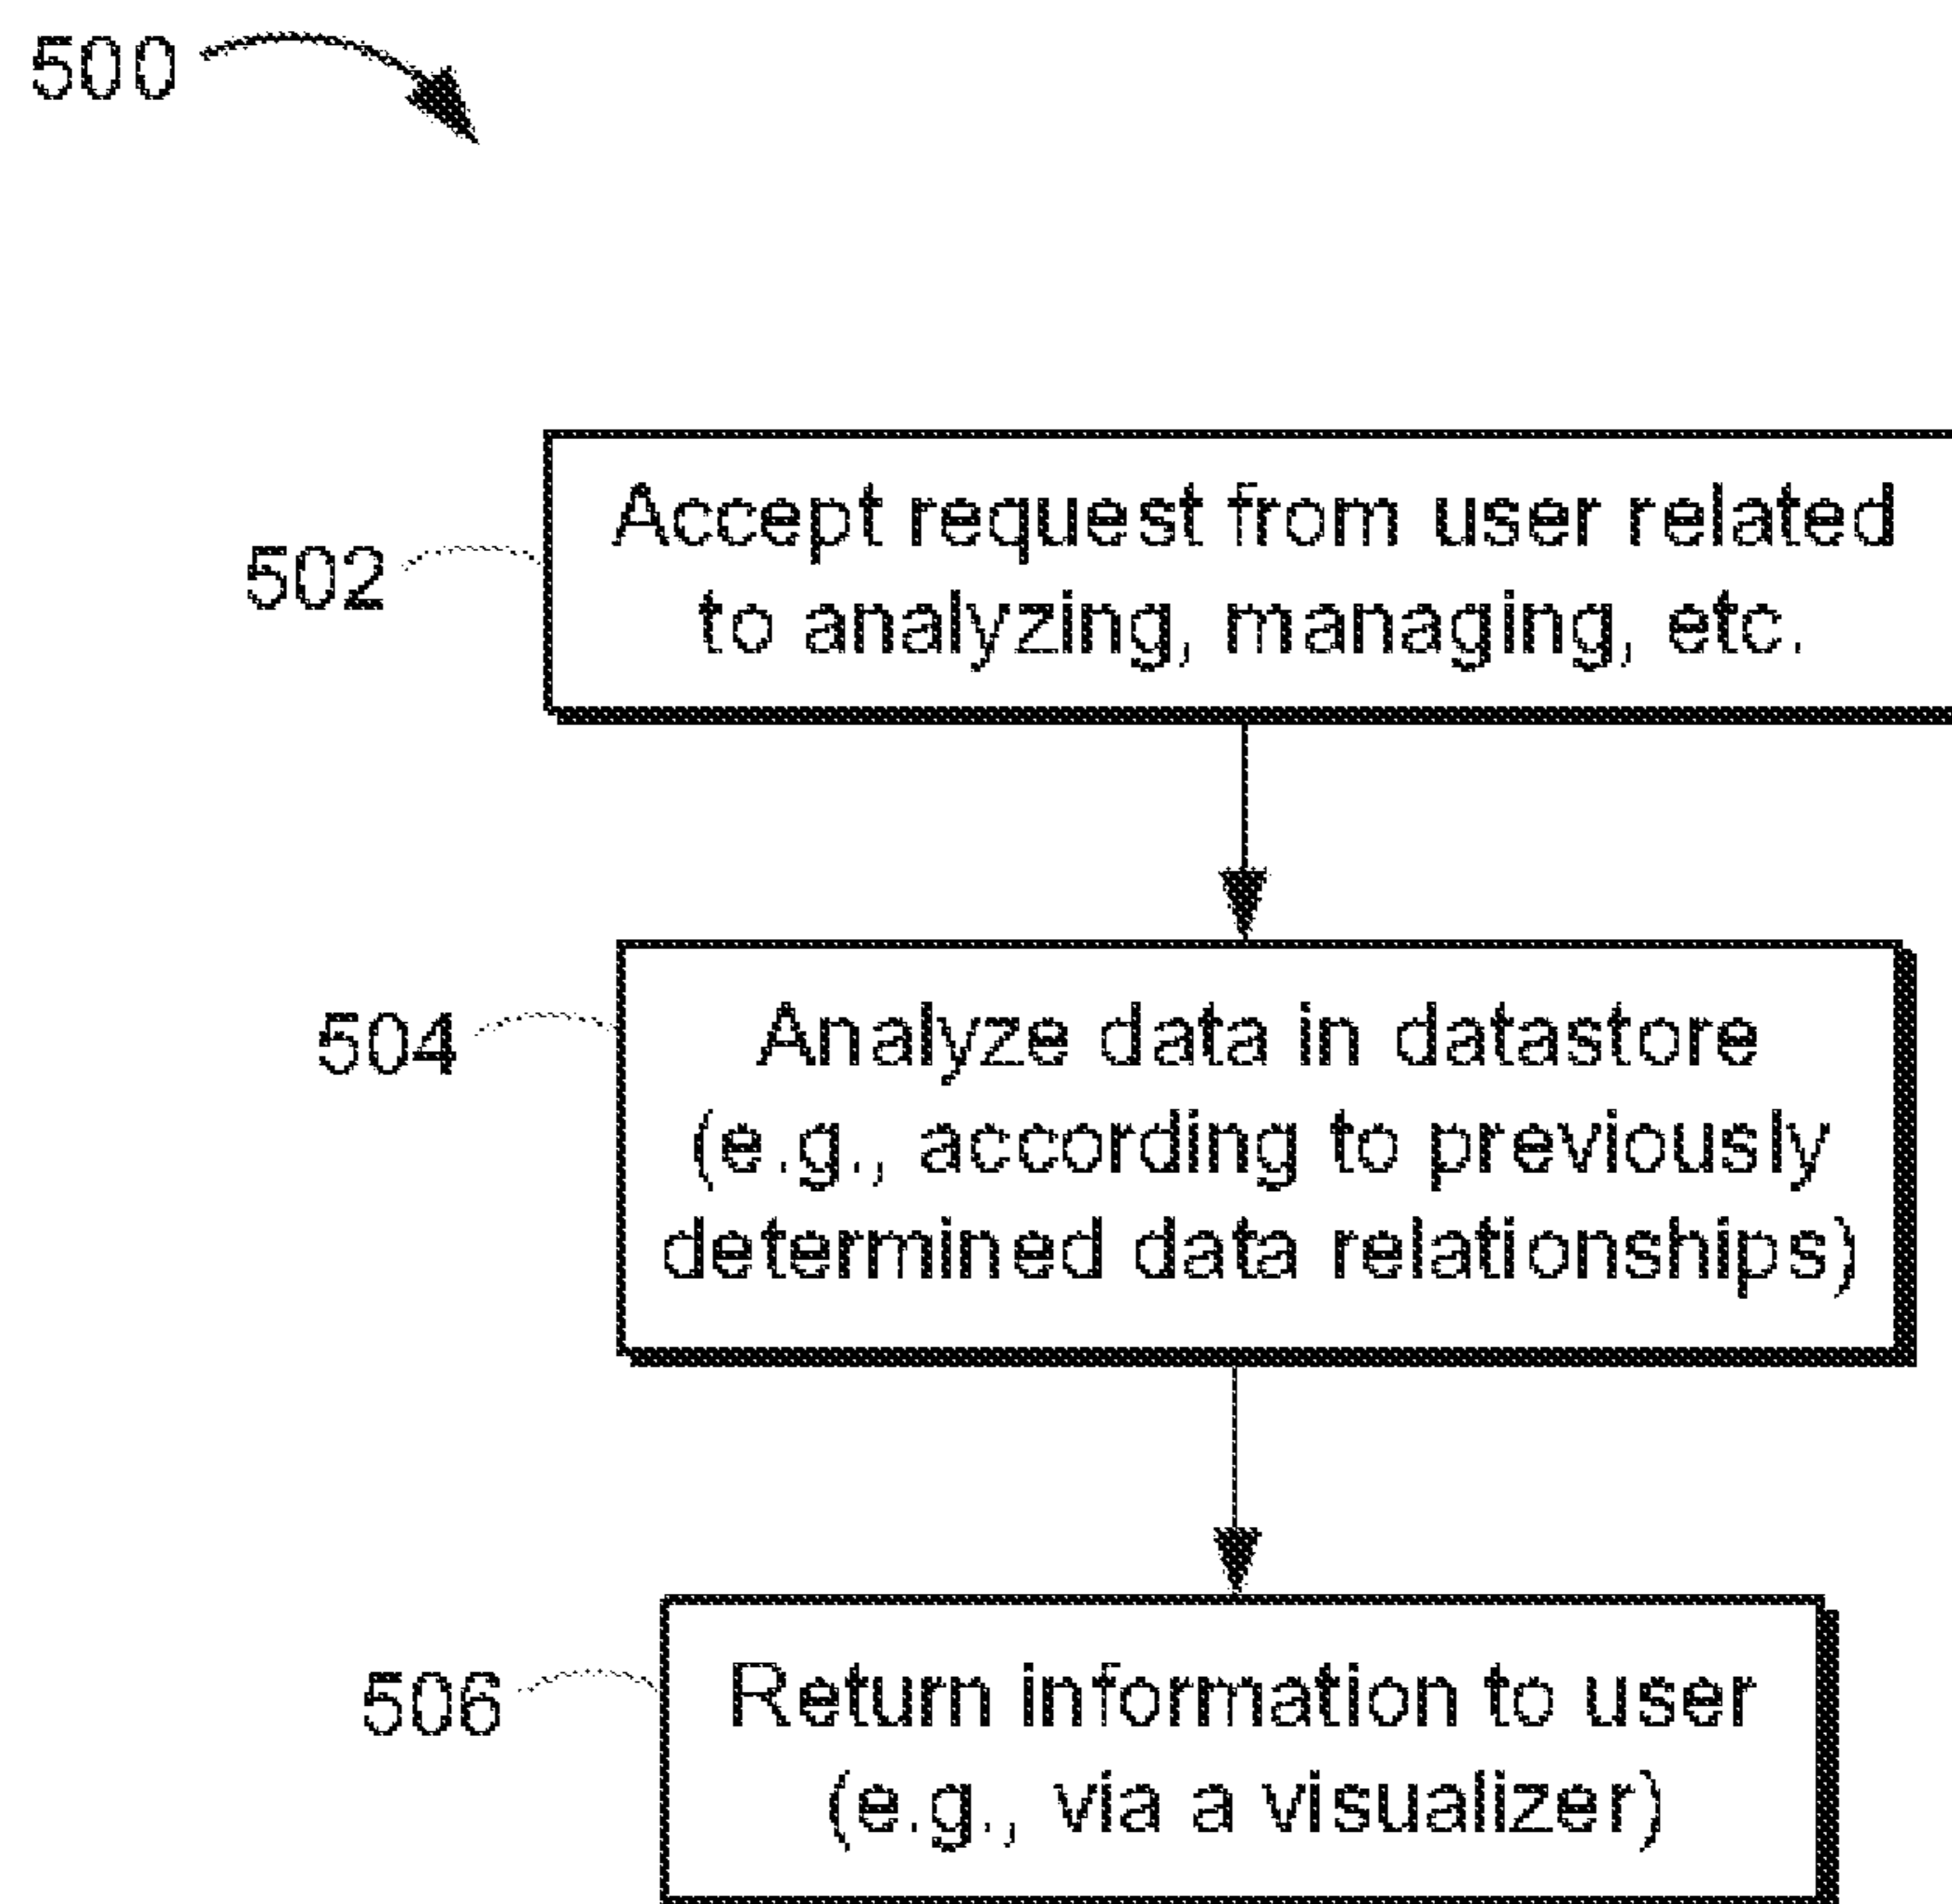 500
502
Accept request from user related
to analyzing, managing, etc.
504
Analyze data in datastore
(e.g., according to previously
determined data relationships)
506
Return information to user
(e.g., via a visualizer)